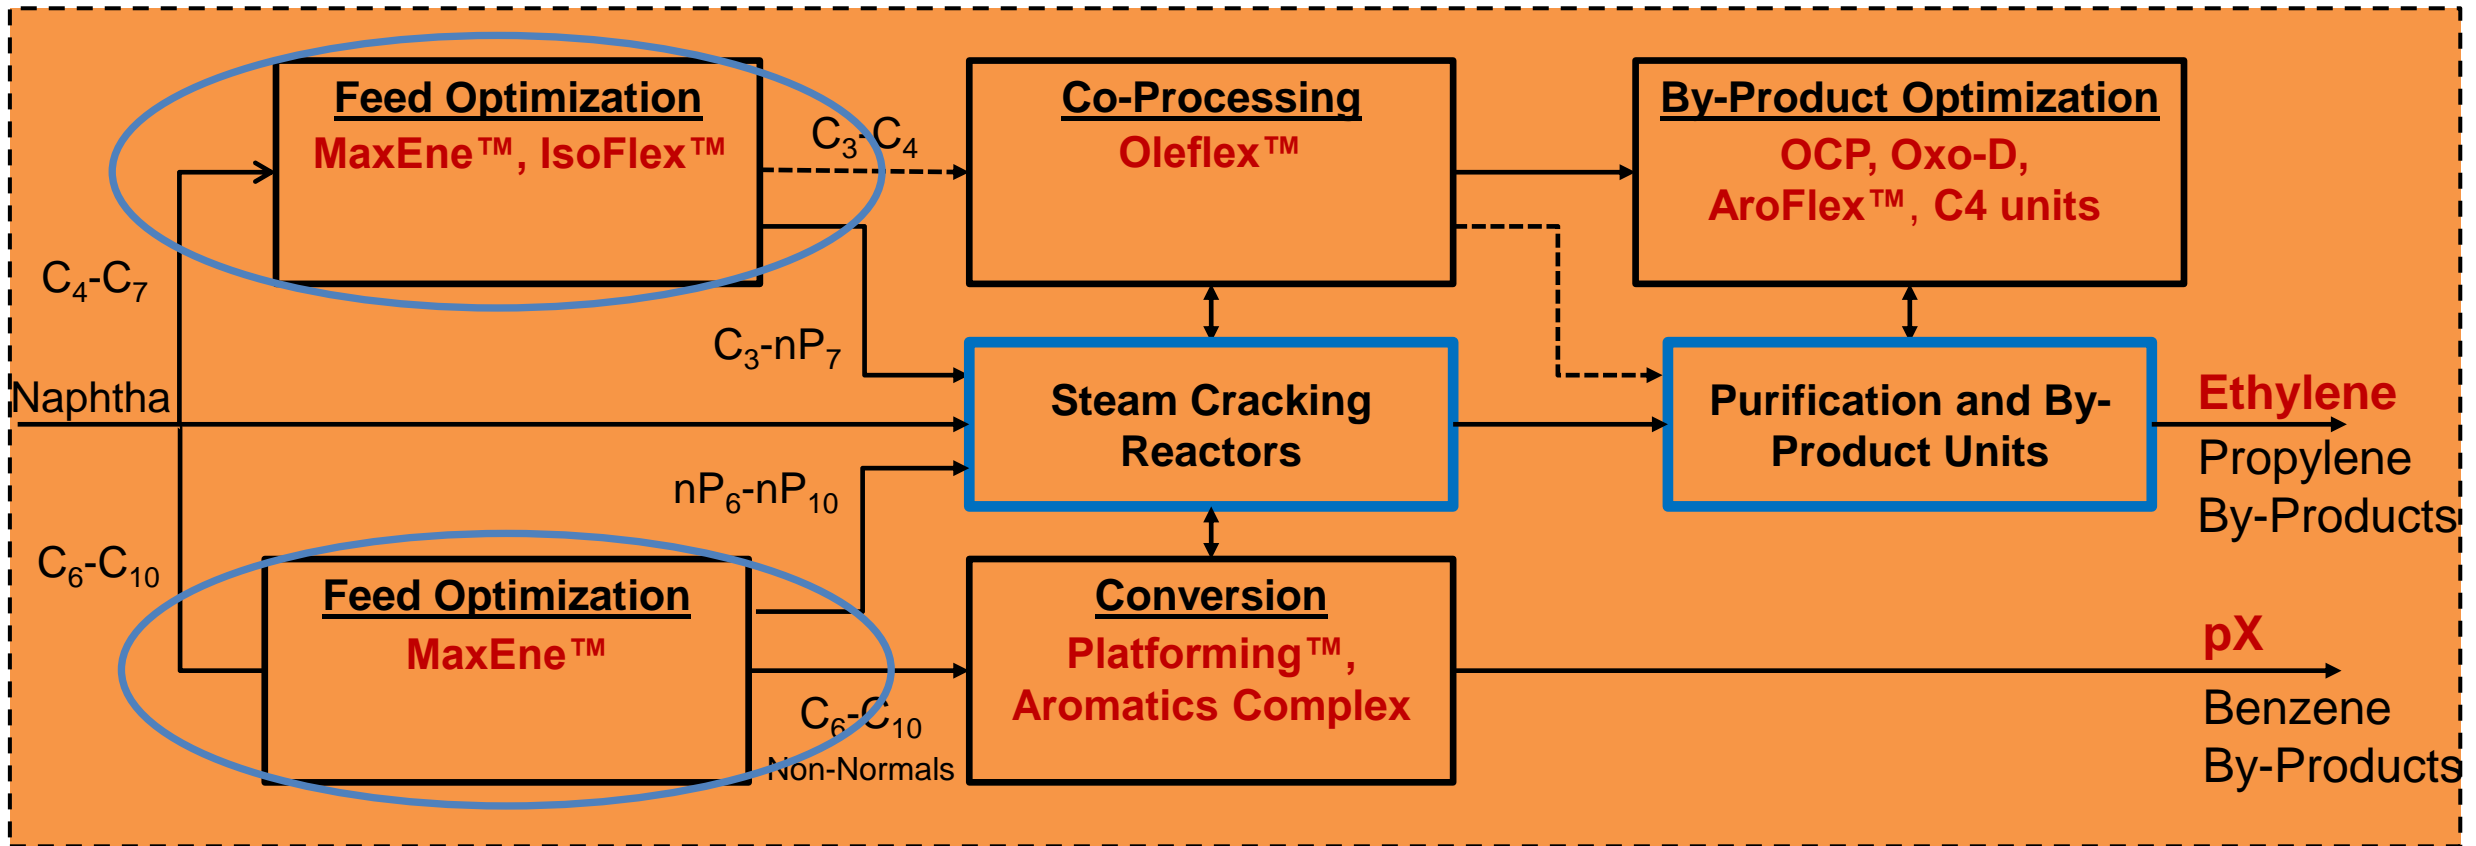 Feed Optimization
MaxEne™, IsoFlex™
C₃-C₄
Co-Processing
Oleflex™
By-Product Optimization
OCP, Oxo-D,
AroFlex™, C4 units
C₄-C₇
C₃-nP₇
Naphtha
Steam Cracking
Reactors
Purification and By-
Product Units
Ethylene
Propylene
By-Products
nP₆-nP₁₀
C₆-C₁₀
Feed Optimization
MaxEne™
C₆-C₁₀
Non-Normals
Conversion
Platforming™,
Aromatics Complex
pX
Benzene
By-Products